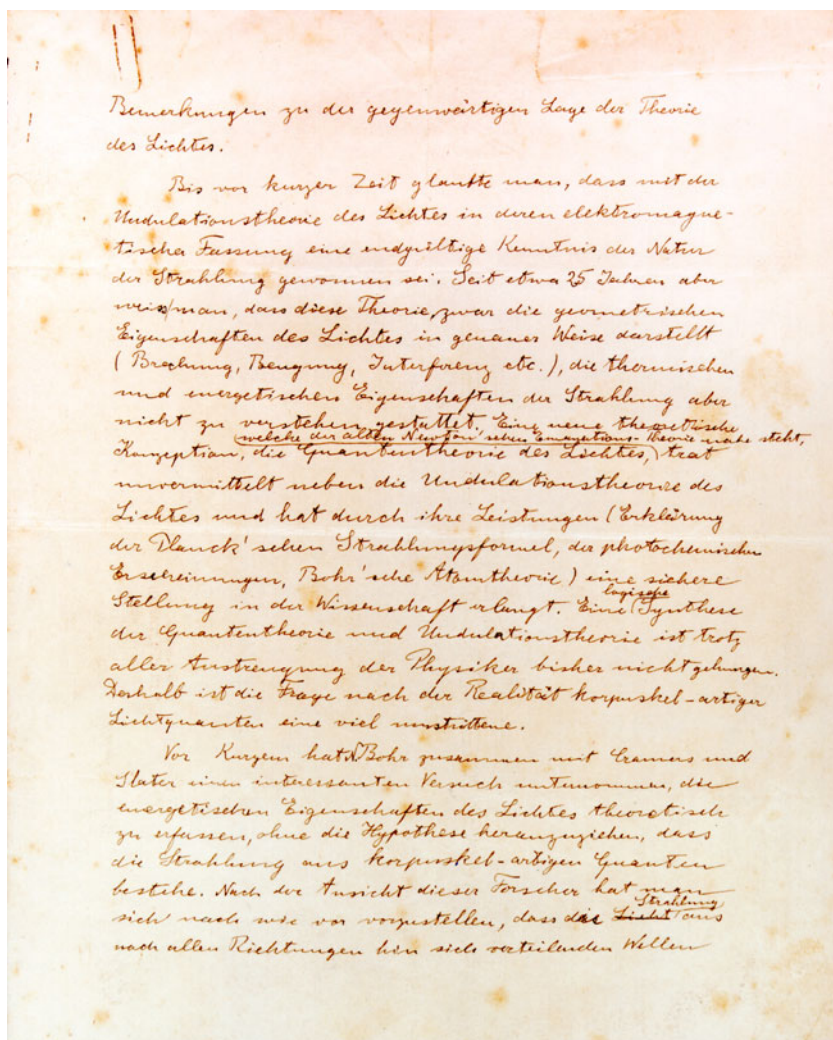 Bemerkungen zu der gegenwärtigen Lage der Theorie
des Lichtes.
Bis vor kurzer Zeit glaubte man, dass mit der
Undulationstheorie des Lichtes in deren elektromagne-
tischer Fassung eine endgültige Kenntnis der Natur
der Strahlung gewonnen sei. Seit etwa 25 Jahren aber
weiss man, dass diese Theorie, zwar die geometrischen
Eigenschaften des Lichtes in genauer Weise darstellt
(Brechung, Beugung, Interferenz etc.), die thermischen
und energetischen Eigenschaften der Strahlung aber
nicht zu verstehen gestattet. Eine neue theoretische
welche der alten Newton'schen Emanations-Theorie nahe steht,
Konzeption, die Quantentheorie des Lichtes, trat
unvermittelt neben die Undulationstheorie des
Lichtes und hat durch ihre Leistungen (Erklärung
der Planck'schen Strahlungsformel, der photochemischen
Erscheinungen, Bohr'sche Atomtheorie) eine sichere
logische
Stellung in der Wissenschaft erlangt. Eine Synthese
der Quantentheorie und Undulationstheorie ist trotz
aller Anstrengung der Physiker bisher nicht gelungen.
Deshalb ist die Frage nach der Realität korpuskel-artiger
Lichtquanten eine viel umstrittene.
Vor Kurzem hat N Bohr zusammen mit Cramers und
Slater einen interessanten Versuch unternommen, die
energetischen Eigenschaften des Lichtes theoretisch
zu erfassen, ohne die Hypothese heranzuziehen, dass
die Strahlung aus korpuskel-artigen Quanten
bestehe. Nach der Ansicht dieser Forscher hat man
Strahlung
sich nach wie vor vorzustellen, dass die Licht aus
nach allen Richtungen hin sich verteilenden Wellen